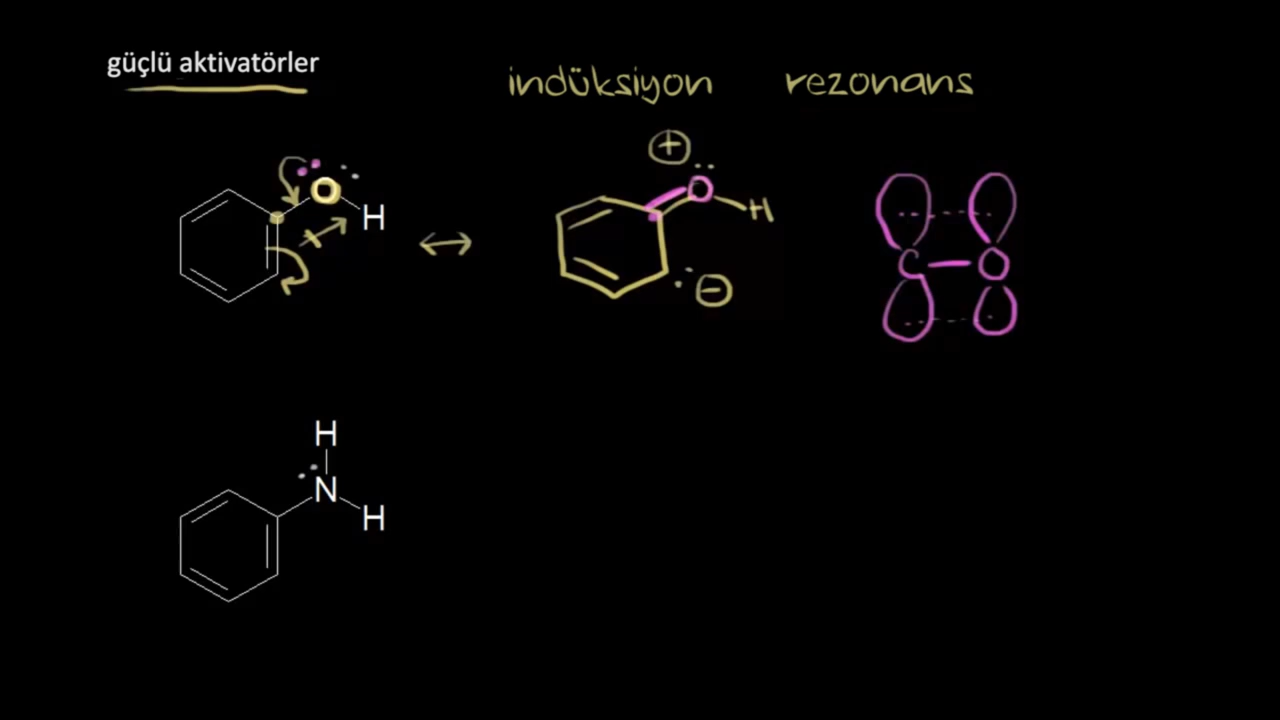 güçlü aktivatörler
indüksiyon rezonans
+
O
H
O
H
C O
−
H
N
H